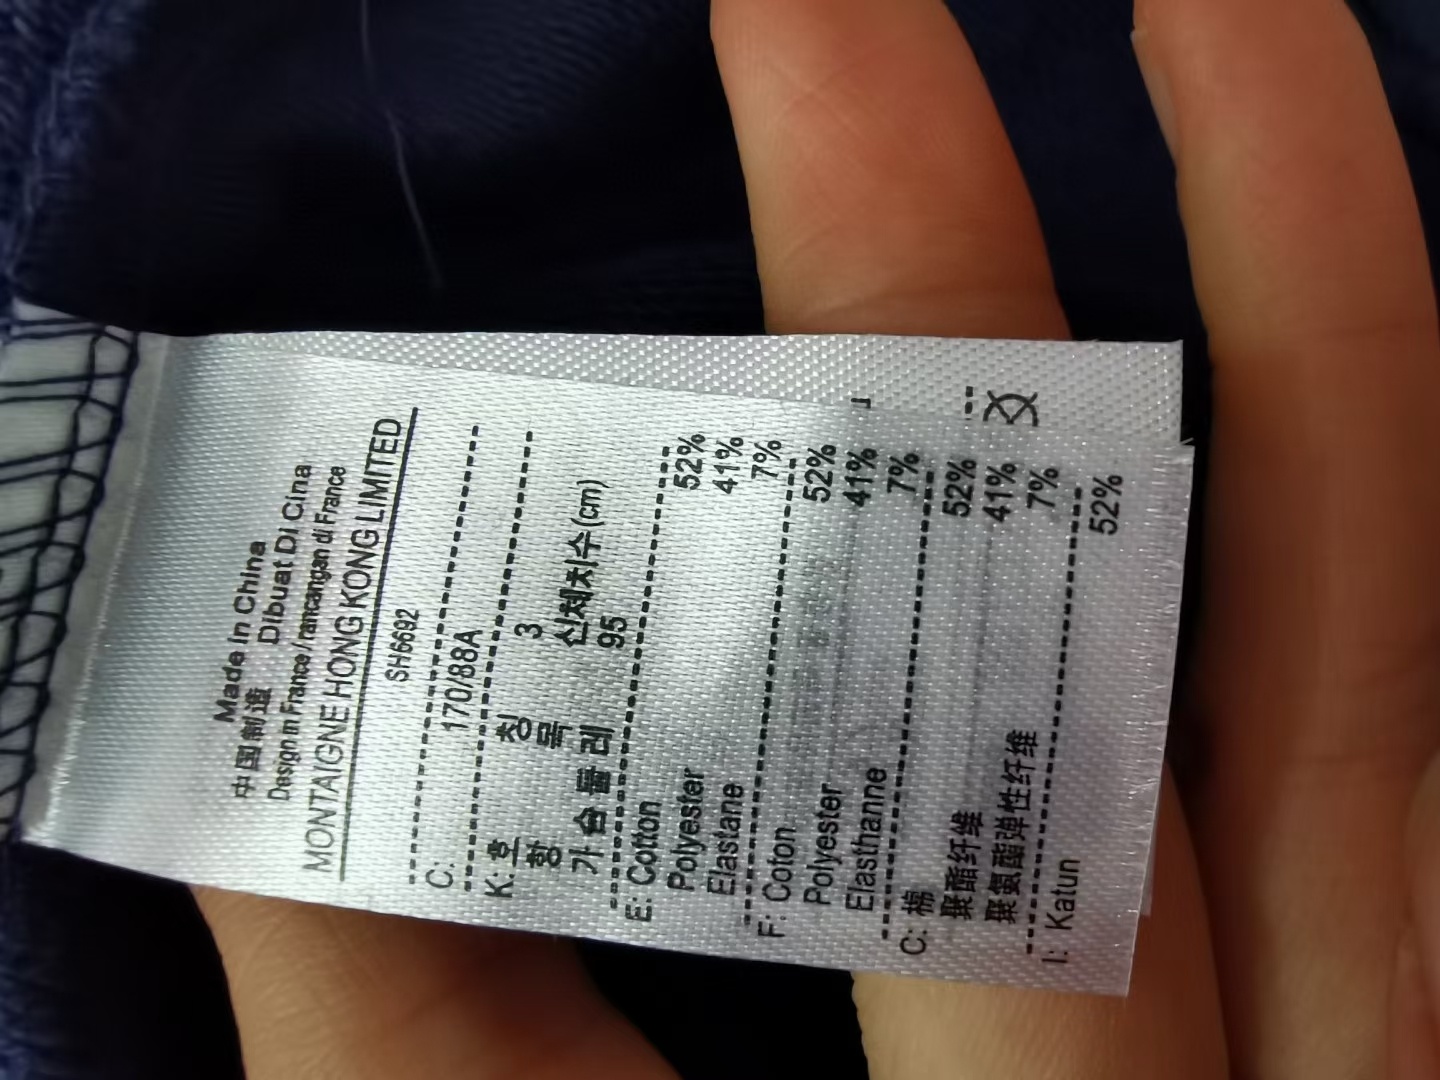 Made in China
中国制造 Dibuat Di Cina
Design in France / rancangan di France
MONTAIGNE HONG KONG LIMITED
SH6692
C: 170/88A
K: 호 칭 3
항 목 신체치수(cm)
가슴둘레 95
E: Cotton 52%
Polyester 41%
Elastane 7%
F: Coton 52%
Polyester 41%
Elasthanne 7%
C: 棉 52%
聚酯纤维 41%
聚氨酯弹性纤维 7%
I: Katun 52%